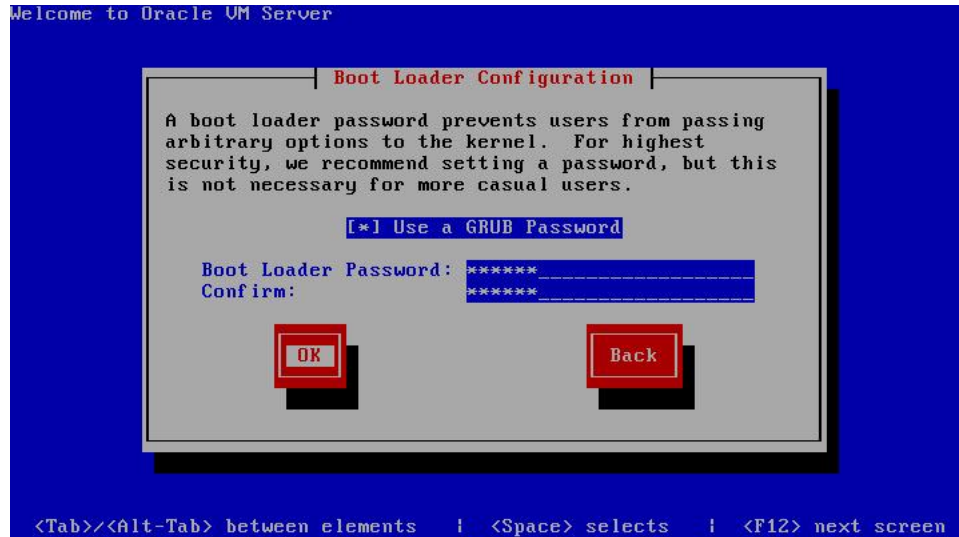 Welcome to Oracle VM Server
Boot Loader Configuration
A boot loader password prevents users from passing
arbitrary options to the kernel.  For highest
security, we recommend setting a password, but this
is not necessary for more casual users.
[*] Use a GRUB Password
Boot Loader Password: ******__________________
Confirm: ******__________________
OK Back
<Tab>/<Alt-Tab> between elements | <Space> selects | <F12> next screen